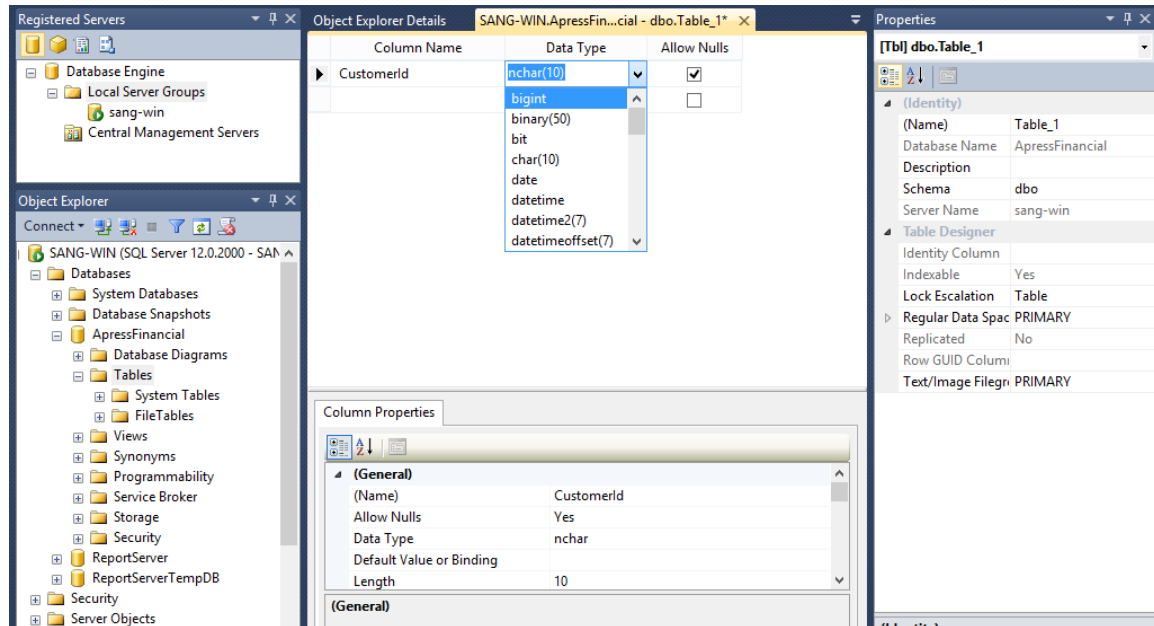 Registered Servers
Database Engine
Local Server Groups
sang-win
Central Management Servers
Object Explorer
Connect
SANG-WIN (SQL Server 12.0.2000 - SAN
Databases
System Databases
Database Snapshots
ApressFinancial
Database Diagrams
Tables
System Tables
FileTables
Views
Synonyms
Programmability
Service Broker
Storage
Security
ReportServer
ReportServerTempDB
Security
Server Objects
Object Explorer Details
SANG-WIN.ApressFin...cial - dbo.Table_1*
Column Name Data Type Allow Nulls
CustomerId nchar(10)
bigint
binary(50)
bit
char(10)
date
datetime
datetime2(7)
datetimeoffset(7)
Column Properties
(General)
(Name) CustomerId
Allow Nulls Yes
Data Type nchar
Default Value or Binding
Length 10
(General)
Properties
[Tbl] dbo.Table_1
(Identity)
(Name) Table_1
Database Name ApressFinancial
Description
Schema dbo
Server Name sang-win
Table Designer
Identity Column
Indexable Yes
Lock Escalation Table
Regular Data Spac PRIMARY
Replicated No
Row GUID Colum
Text/Image Filegr PRIMARY